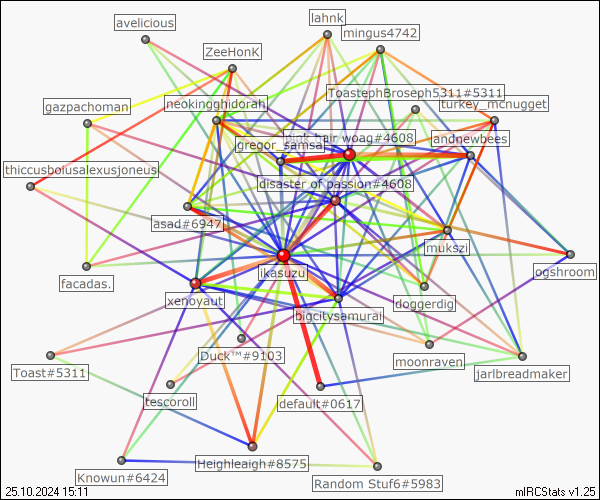 lahnk
avelicious
mingus4742
ZeeHonK
ToastephBroseph5311#5311
turkey_mcnugget
neokingghidorah
gazpachoman
pink hair woag#4608
andnewbees
gregor_samsa
thiccusboiusalexusjoneus
disaster of passion#4608
asad#6947
mukszi
ikasuzu
ogshroom
facadas.
xenoyaut
doggerdig
bigcitysamurai
Duck™#9103
moonraven
Toast#5311
jarlbreadmaker
tescoroll
default#0617
Heighleaigh#8575
Knowun#6424
Random Stuf6#5983
25.10.2024 15:11
mIRCStats v1.25